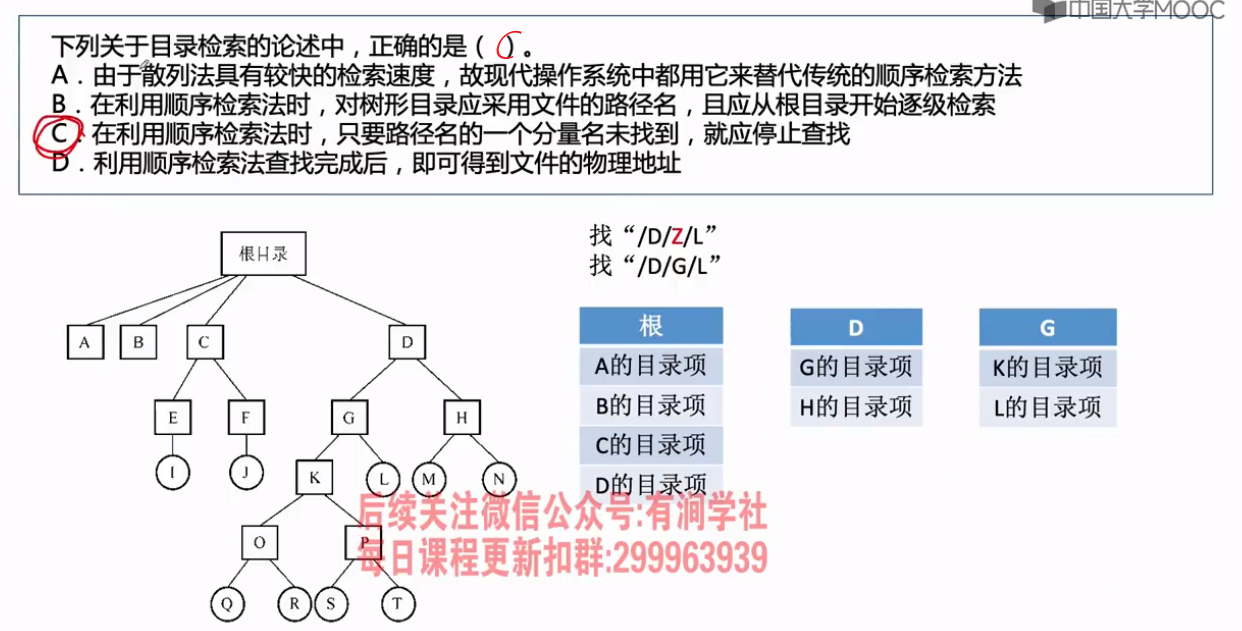 中国大学MOOC
下列关于目录检索的论述中，正确的是（ ）。
A．由于散列法具有较快的检索速度，故现代操作系统中都用它来替代传统的顺序检索方法
B．在利用顺序检索法时，对树形目录应采用文件的路径名，且应从根目录开始逐级检索
C．在利用顺序检索法时，只要路径名的一个分量名未找到，就应停止查找
D．利用顺序检索法查找完成后，即可得到文件的物理地址
找“/D/Z/L”
找“/D/G/L”
根目录
A B C D
E F G H
I J K L M N
O P
Q R S T
根
A的目录项
B的目录项
C的目录项
D的目录项
D
G的目录项
H的目录项
G
K的目录项
L的目录项
后续关注微信公众号:有涧学社
每日课程更新扣群:299963939